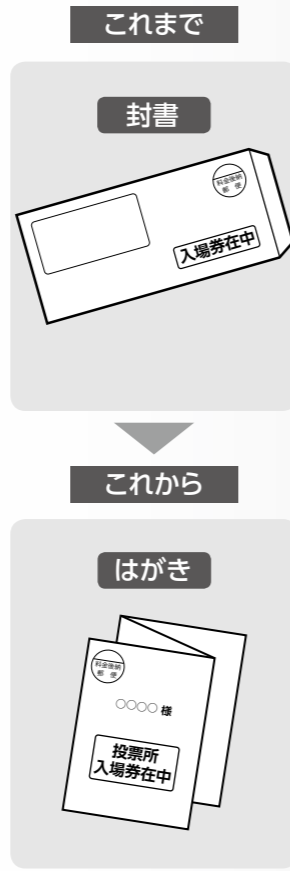 これまで
封書
料金後納
郵便
入場券在中
これから
はがき
料金後納
郵便
○○○○ 様
投票所
入場券在中